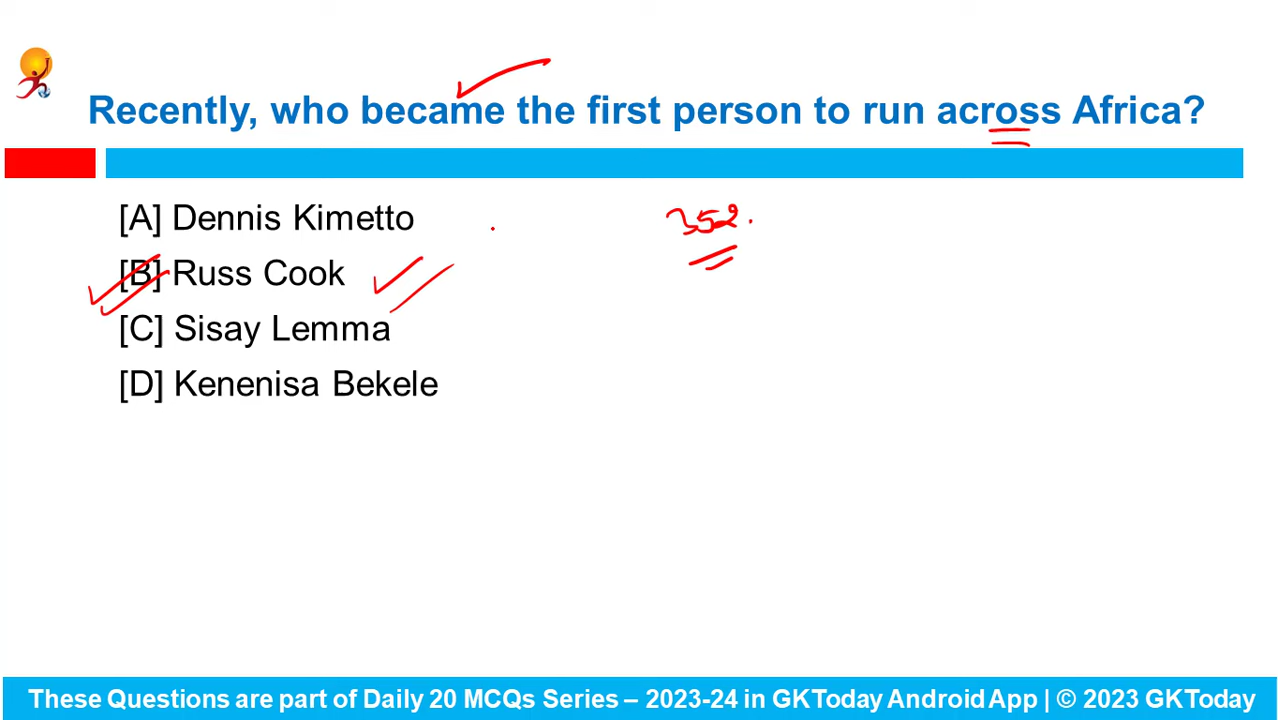 Recently, who became the first person to run across Africa?
[A] Dennis Kimetto
352.
[B] Russ Cook
[C] Sisay Lemma
[D] Kenenisa Bekele
These Questions are part of Daily 20 MCQs Series – 2023-24 in GKToday Android App | © 2023 GKToday